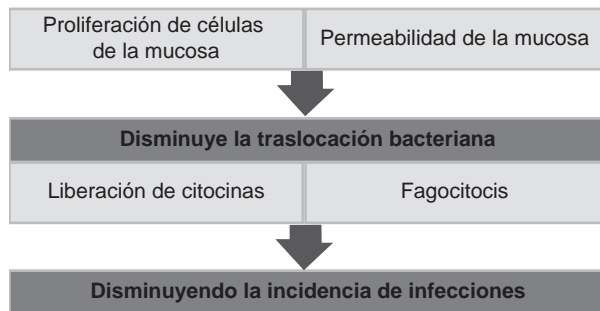 Proliferación de células
de la mucosa
Permeabilidad de la mucosa
Disminuye la traslocación bacteriana
Liberación de citocinas
Fagocitocis
Disminuyendo la incidencia de infecciones